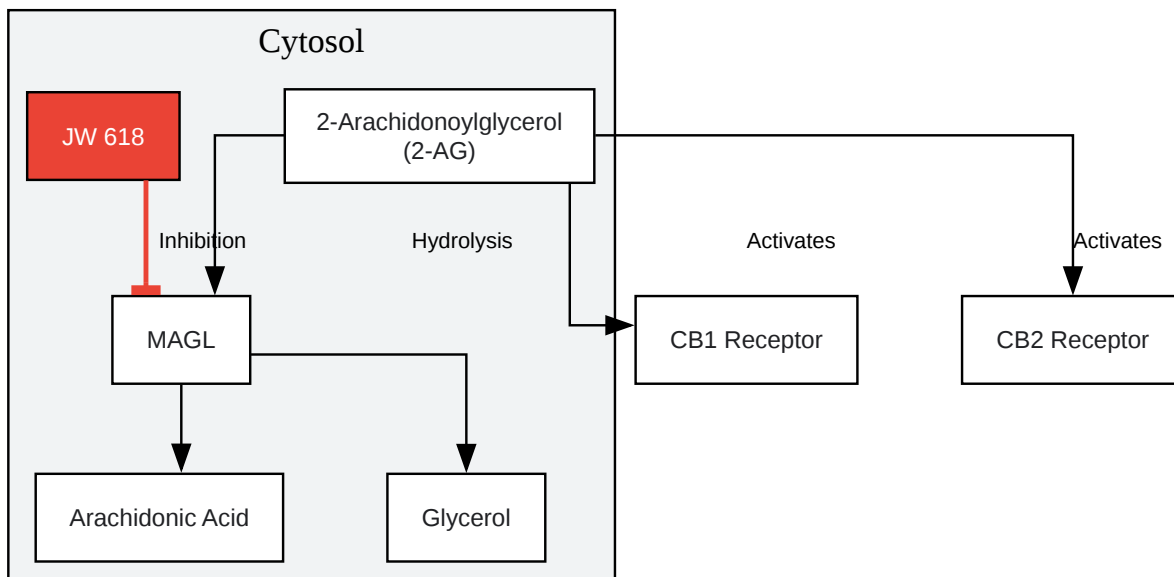 Cytosol
JW 618
2-Arachidonoylglycerol
(2-AG)
Inhibition
Hydrolysis
Activates
Activates
MAGL
CB1 Receptor
CB2 Receptor
Arachidonic Acid
Glycerol